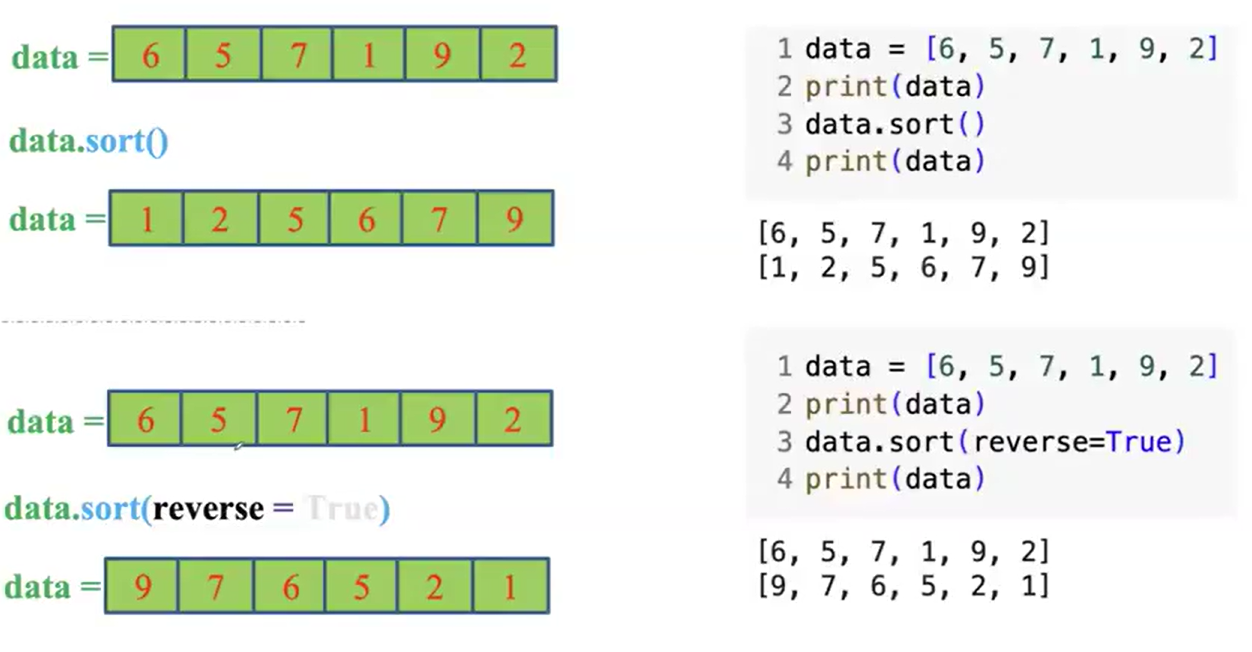 data = 6 5 7 1 9 2
data.sort()
data = 1 2 5 6 7 9
1 data = [6, 5, 7, 1, 9, 2]
2 print(data)
3 data.sort()
4 print(data)
[6, 5, 7, 1, 9, 2]
[1, 2, 5, 6, 7, 9]
data = 6 5 7 1 9 2
data.sort(reverse = True)
data = 9 7 6 5 2 1
1 data = [6, 5, 7, 1, 9, 2]
2 print(data)
3 data.sort(reverse=True)
4 print(data)
[6, 5, 7, 1, 9, 2]
[9, 7, 6, 5, 2, 1]